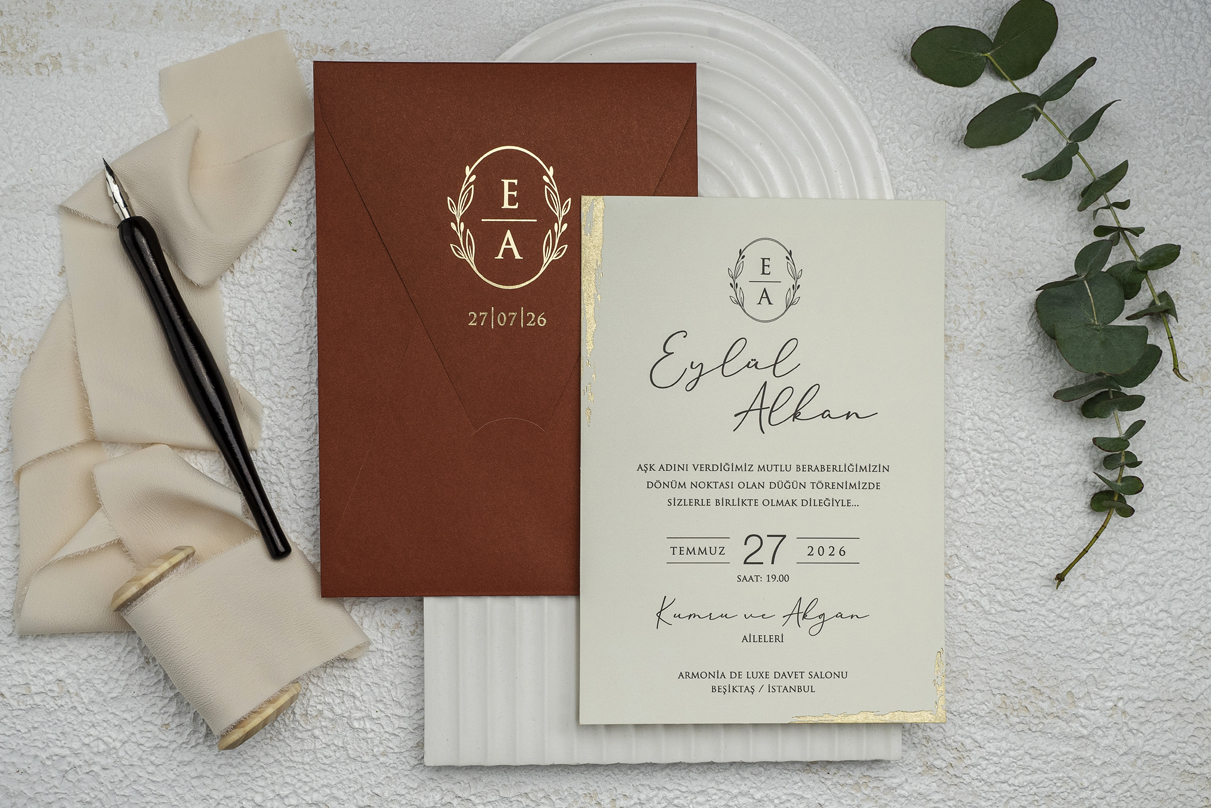 E
A
27|07|26
E
A
Eylül
Alkan
AŞK ADINI VERDİĞİMİZ MUTLU BERABERLİĞİMİZİN
DÖNÜM NOKTASI OLAN DÜĞÜN TÖRENİMİZDE
SİZLERLE BİRLİKTE OLMAK DİLEĞİYLE...
TEMMUZ 27 2026
SAAT: 19.00
Kumru ve Akgan
AİLELERİ
ARMONİA DE LUXE DAVET SALONU
BEŞİKTAŞ / İSTANBUL